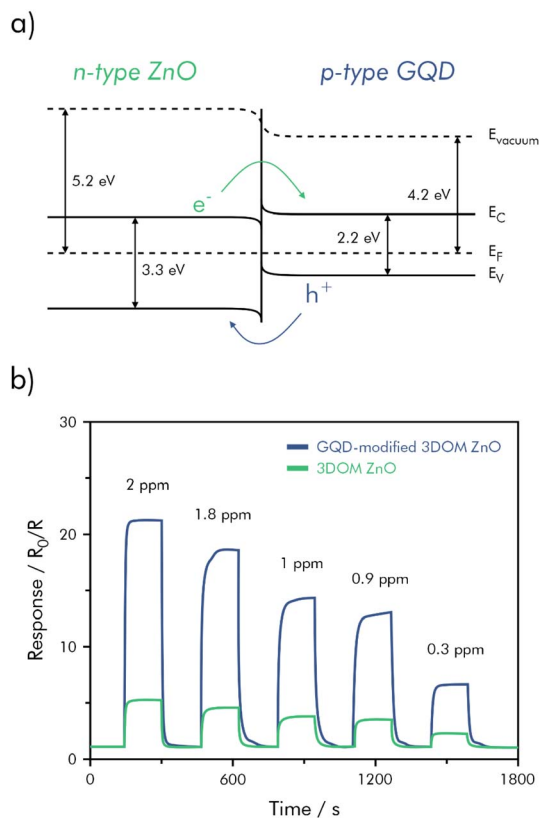 a)
n-type ZnO
p-type GQD
E_vacuum
5.2 eV
4.2 eV
e⁻
E_C
2.2 eV
E_F
3.3 eV
E_V
h⁺
b)
30
GQD-modified 3DOM ZnO
3DOM ZnO
2 ppm
1.8 ppm
20
1 ppm
0.9 ppm
Response / R₀/R
10
0.3 ppm
0
0 600 1200 1800
Time / s